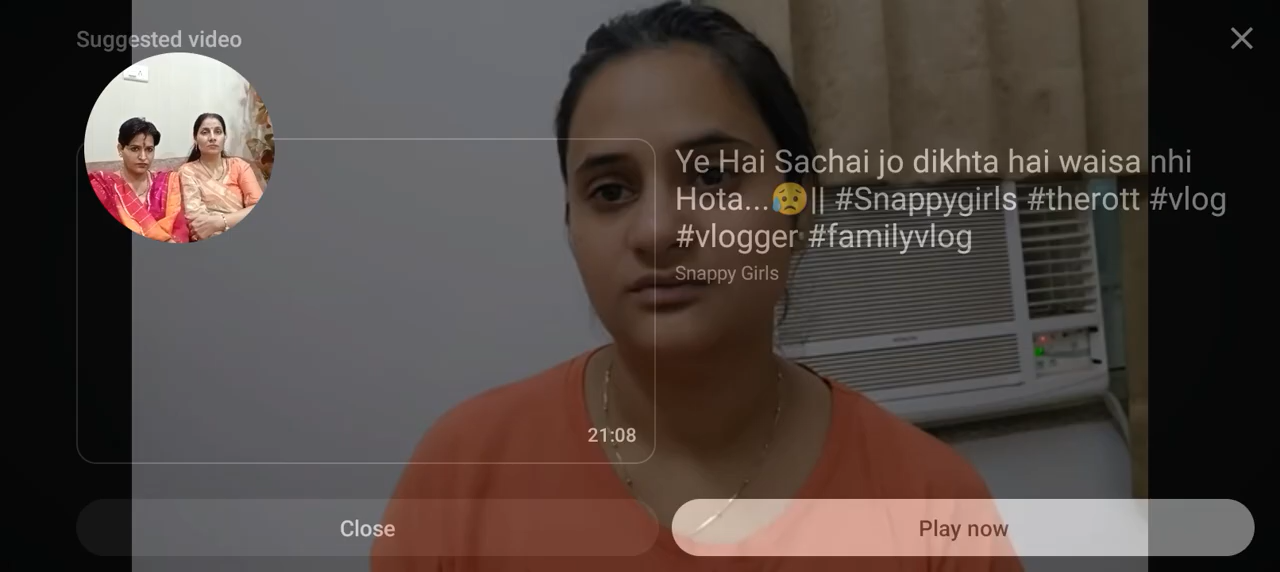 Suggested video
Ye Hai Sachai jo dikhta hai waisa nhi
Hota...😥|| #Snappygirls #therott #vlog
#vlogger #familyvlog
Snappy Girls
21:08
Close
Play now